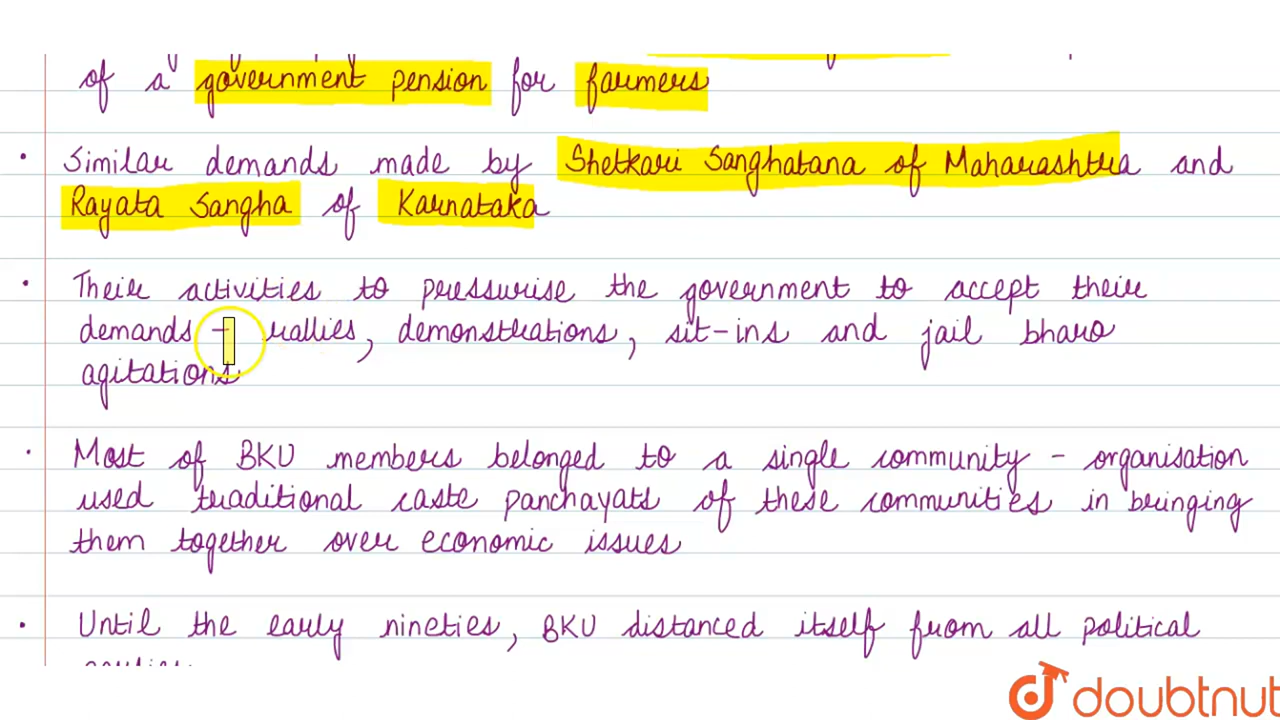 of a government pension for farmers
• Similar demands made by Shetkari Sanghatana of Maharashtra and
Rayata Sangha of Karnataka
• Their activities to pressurise the government to accept their
demands - rallies, demonstrations, sit-ins and jail bharo
agitations
• Most of BKU members belonged to a single community - organisation
used traditional caste panchayats of these communities in bringing
them together over economic issues
• Until the early nineties, BKU distanced itself from all political
doubtnut